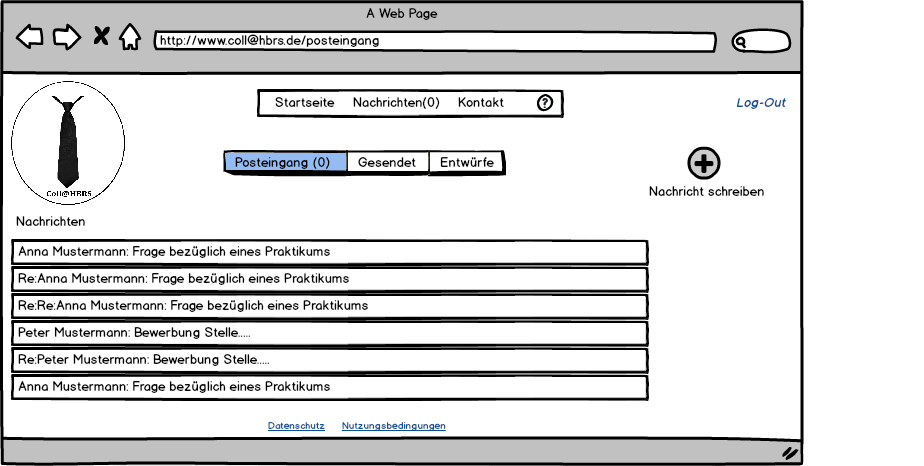 A Web Page
http://www.coll@hbrs.de/posteingang
Startseite Nachrichten(0) Kontakt ?
Log-Out
Coll@HBRS
Posteingang (0) Gesendet Entwürfe
Nachricht schreiben
Nachrichten
Anna Mustermann: Frage bezüglich eines Praktikums
Re:Anna Mustermann: Frage bezüglich eines Praktikums
Re:Re:Anna Mustermann: Frage bezüglich eines Praktikums
Peter Mustermann: Bewerbung Stelle.....
Re:Peter Mustermann: Bewerbung Stelle.....
Anna Mustermann: Frage bezüglich eines Praktikums
Datenschutz Nutzungsbedingungen